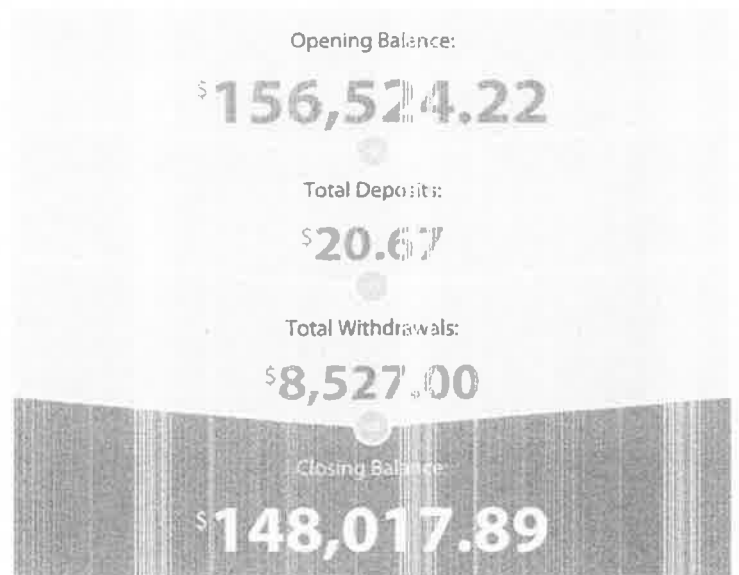 Opening Balance:
$156,524.22
Total Deposits:
$20.67
Total Withdrawals:
$8,527.00
Closing Balance:
$148,017.89